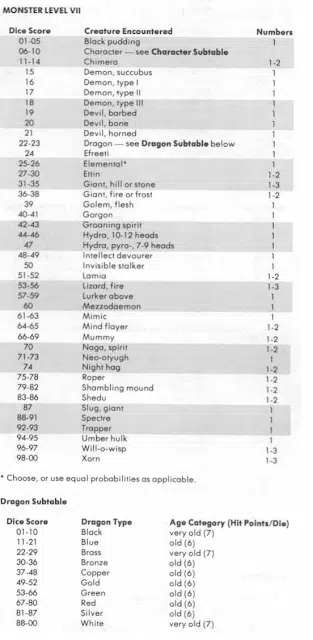 MONSTER LEVEL VII
Dice Score Creature Encountered Numbers
01-05 Black pudding 1
06-10 Character — see Character Subtable
11-14 Chimera 1-2
15 Demon, succubus 1
16 Demon, type I 1
17 Demon, type II 1
18 Demon, type III 1
19 Devil, barbed 1
20 Devil, bone 1
21 Devil, horned 1
22-23 Dragon — see Dragon Subtable below 1
24 Efreeti 1
25-26 Elemental* 1
27-30 Ettin 1-2
31-35 Giant, hill or stone 1-3
36-38 Giant, fire or frost 1-2
39 Golem, flesh 1
40-41 Gorgon 1
42-43 Groaning spirit 1
44-46 Hydra, 10-12 heads 1
47 Hydra, pyro-, 7-9 heads 1
48-49 Intellect devourer 1
50 Invisible stalker 1
51-52 Lamia 1-2
53-56 Lizard, fire 1-3
57-59 Lurker above 1
60 Mezzodaemon 1
61-63 Mimic 1
64-65 Mind flayer 1-2
66-69 Mummy 1-2
70 Naga, spirit 1-2
71-73 Neo-otyugh 1
74 Night hag 1-2
75-78 Roper 1-2
79-82 Shambling mound 1-2
83-86 Shedu 1-2
87 Slug, giant 1
88-91 Spectre 1
92-93 Trapper 1
94-95 Umber hulk 1
96-97 Will-o-wisp 1-3
98-00 Xorn 1-3
* Choose, or use equal probabilities as applicable.
Dragon Subtable
Dice Score Dragon Type Age Category (Hit Points/Die)
01-10 Black very old (7)
11-21 Blue old (6)
22-29 Brass very old (7)
30-36 Bronze old (6)
37-48 Copper old (6)
49-52 Gold old (6)
53-66 Green old (6)
67-80 Red old (6)
81-87 Silver old (6)
88-00 White very old (7)